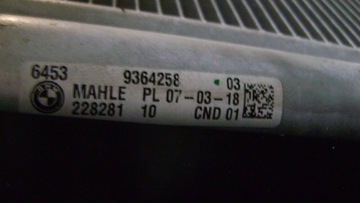 6453 9364258 03
MAHLE PL 07-03-18
228281 10 CND 01